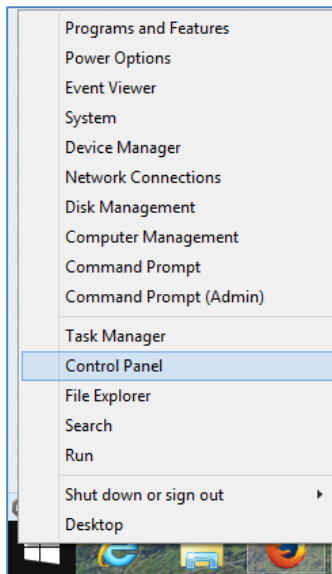 Programs and Features
Power Options
Event Viewer
System
Device Manager
Network Connections
Disk Management
Computer Management
Command Prompt
Command Prompt (Admin)
Task Manager
Control Panel
File Explorer
Search
Run
Shut down or sign out
Desktop